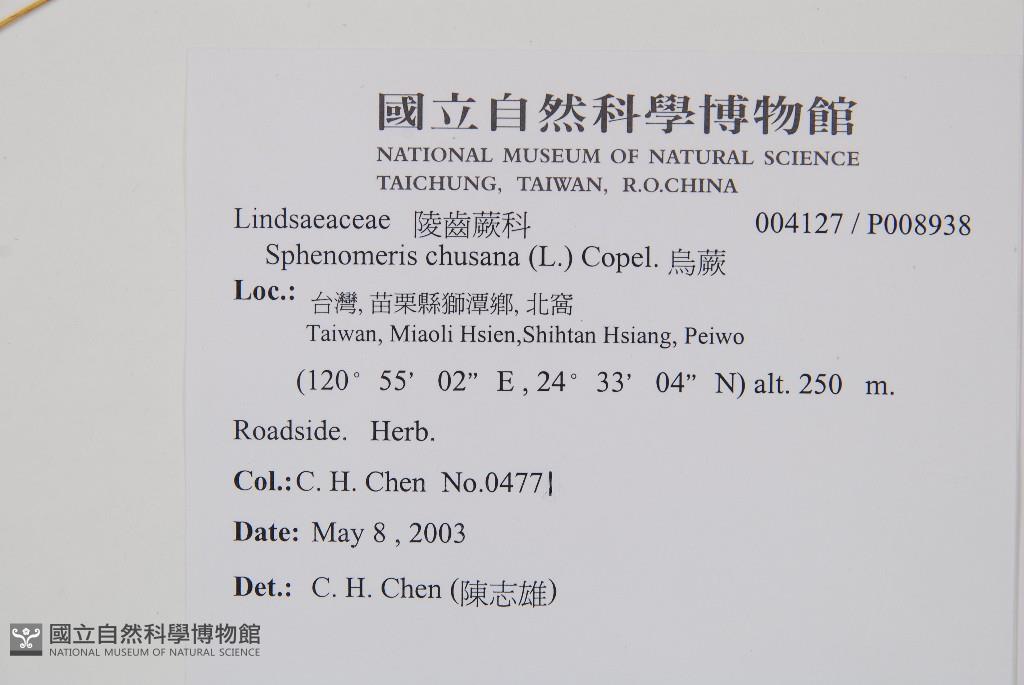 國立自然科學博物館
NATIONAL MUSEUM OF NATURAL SCIENCE
TAICHUNG, TAIWAN, R.O.CHINA
Lindsaeaceae 陵齒蕨科 004127 / P008938
Sphenomeris chusana (L.) Copel. 烏蕨
Loc.: 台灣, 苗栗縣獅潭鄉, 北窩
Taiwan, Miaoli Hsien,Shihtan Hsiang, Peiwo
(120° 55’ 02” E , 24° 33’ 04” N) alt. 250 m.
Roadside. Herb.
Col.: C. H. Chen No.04771
Date: May 8 , 2003
Det.: C. H. Chen (陳志雄)
國立自然科學博物館
NATIONAL MUSEUM OF NATURAL SCIENCE